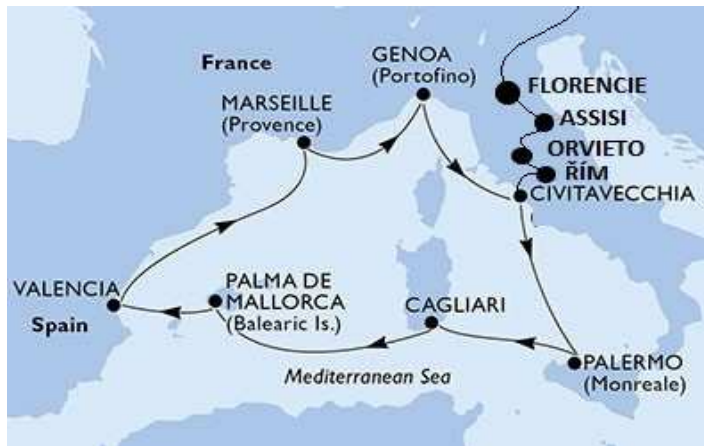 France
GENOA
(Portofino)
MARSEILLE
(Provence)
FLORENCIE
ASSISI
ORVIETO
ŘÍM
CIVITAVECCHIA
VALENCIA
Spain
PALMA DE
MALLORCA
(Balearic Is.)
CAGLIARI
PALERMO
(Monreale)
Mediterranean Sea